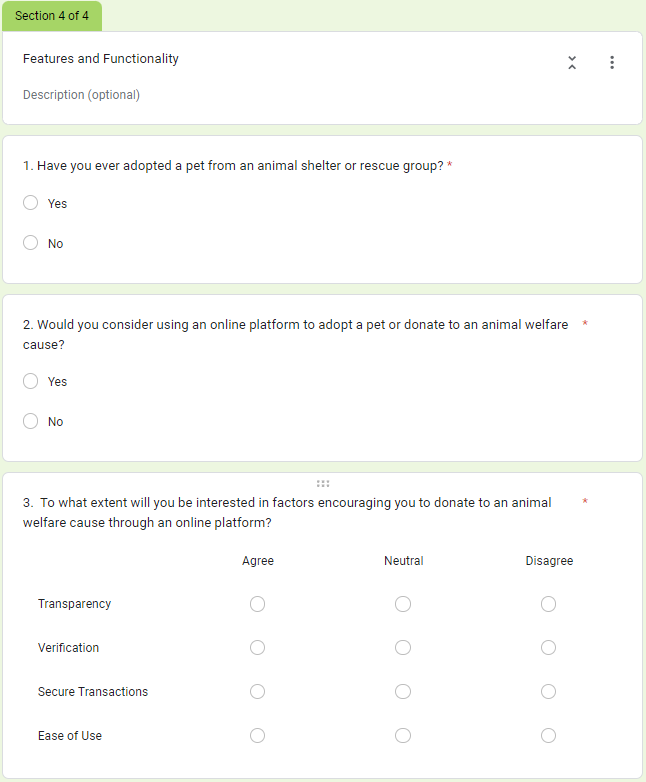 Section 4 of 4
Features and Functionality
Description (optional)
1. Have you ever adopted a pet from an animal shelter or rescue group? *
Yes
No
2. Would you consider using an online platform to adopt a pet or donate to an animal welfare *
cause?
Yes
No
3. To what extent will you be interested in factors encouraging you to donate to an animal *
welfare cause through an online platform?
Agree Neutral Disagree
Transparency
Verification
Secure Transactions
Ease of Use